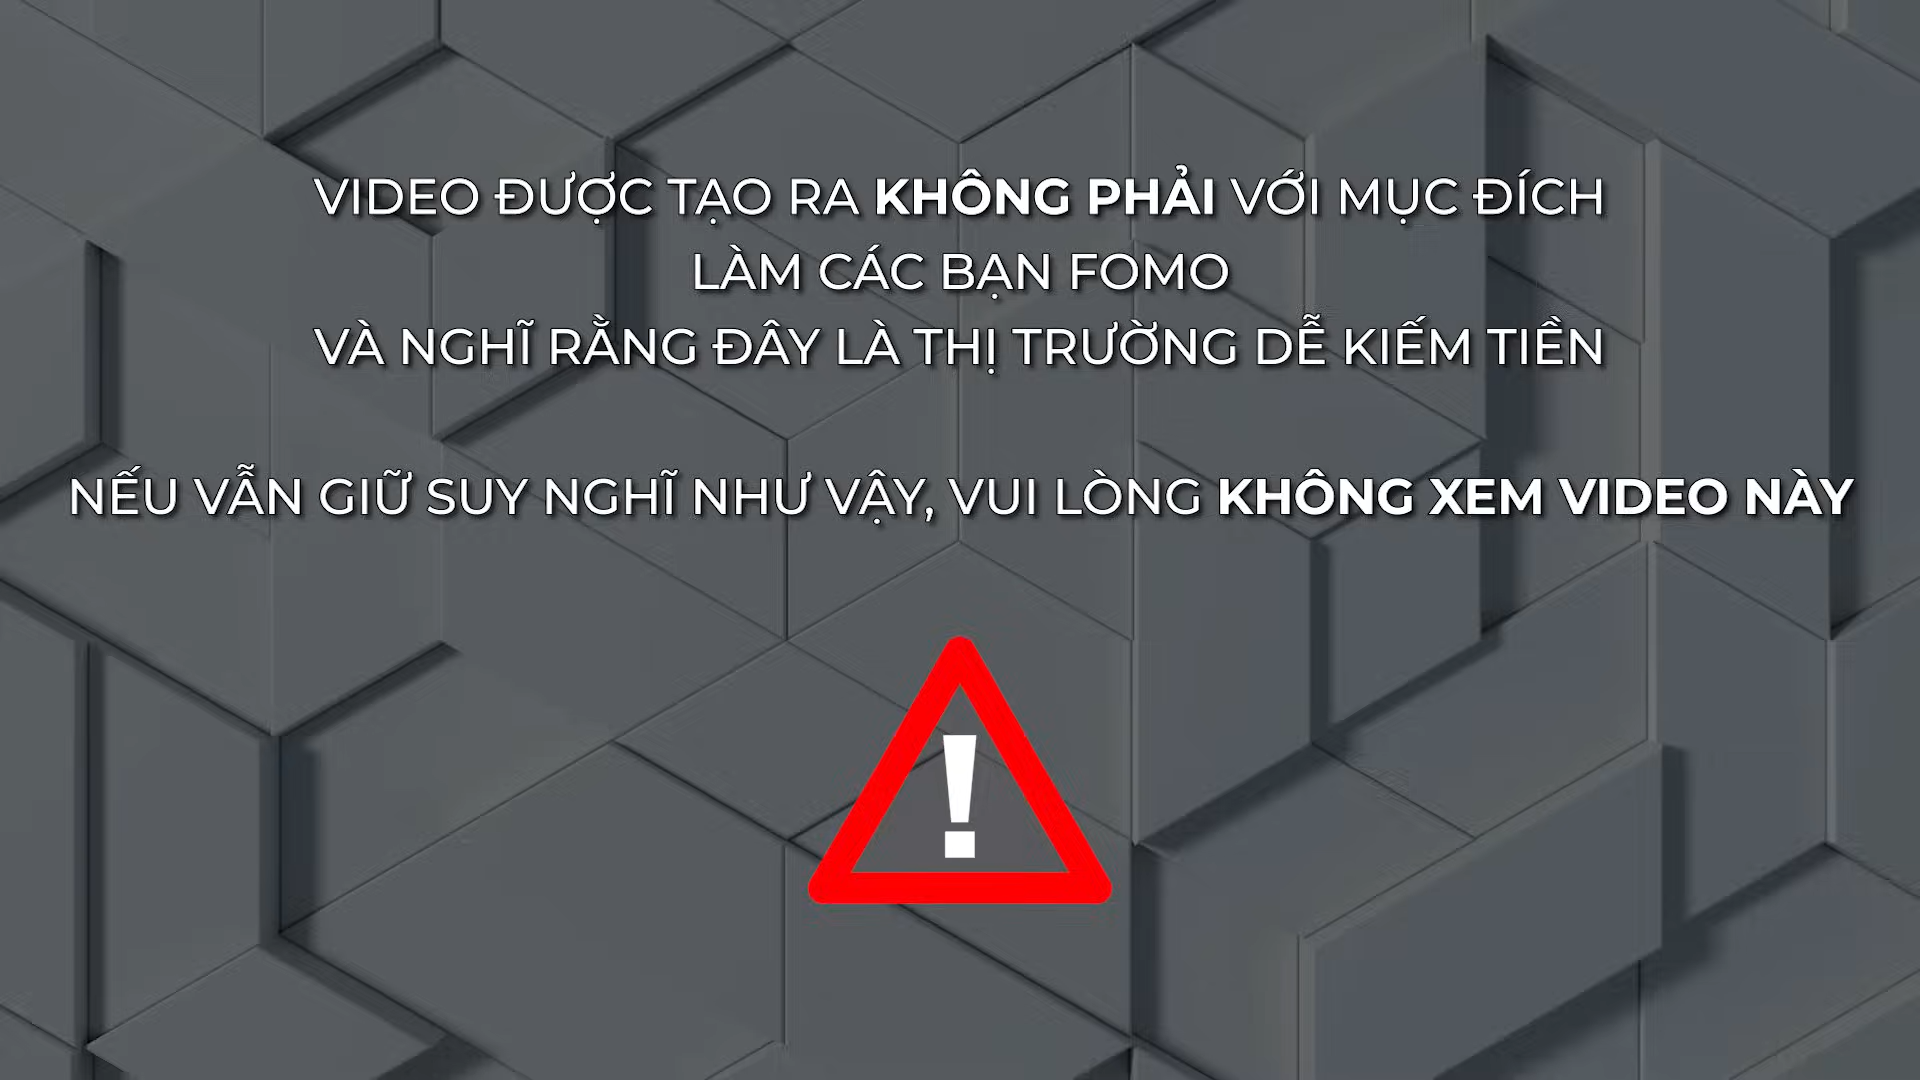 VIDEO ĐƯỢC TẠO RA KHÔNG PHẢI VỚI MỤC ĐÍCH
LÀM CÁC BẠN FOMO
VÀ NGHĨ RẰNG ĐÂY LÀ THỊ TRƯỜNG DỄ KIẾM TIỀN
NẾU VẪN GIỮ SUY NGHĨ NHƯ VẬY, VUI LÒNG KHÔNG XEM VIDEO NÀY
!